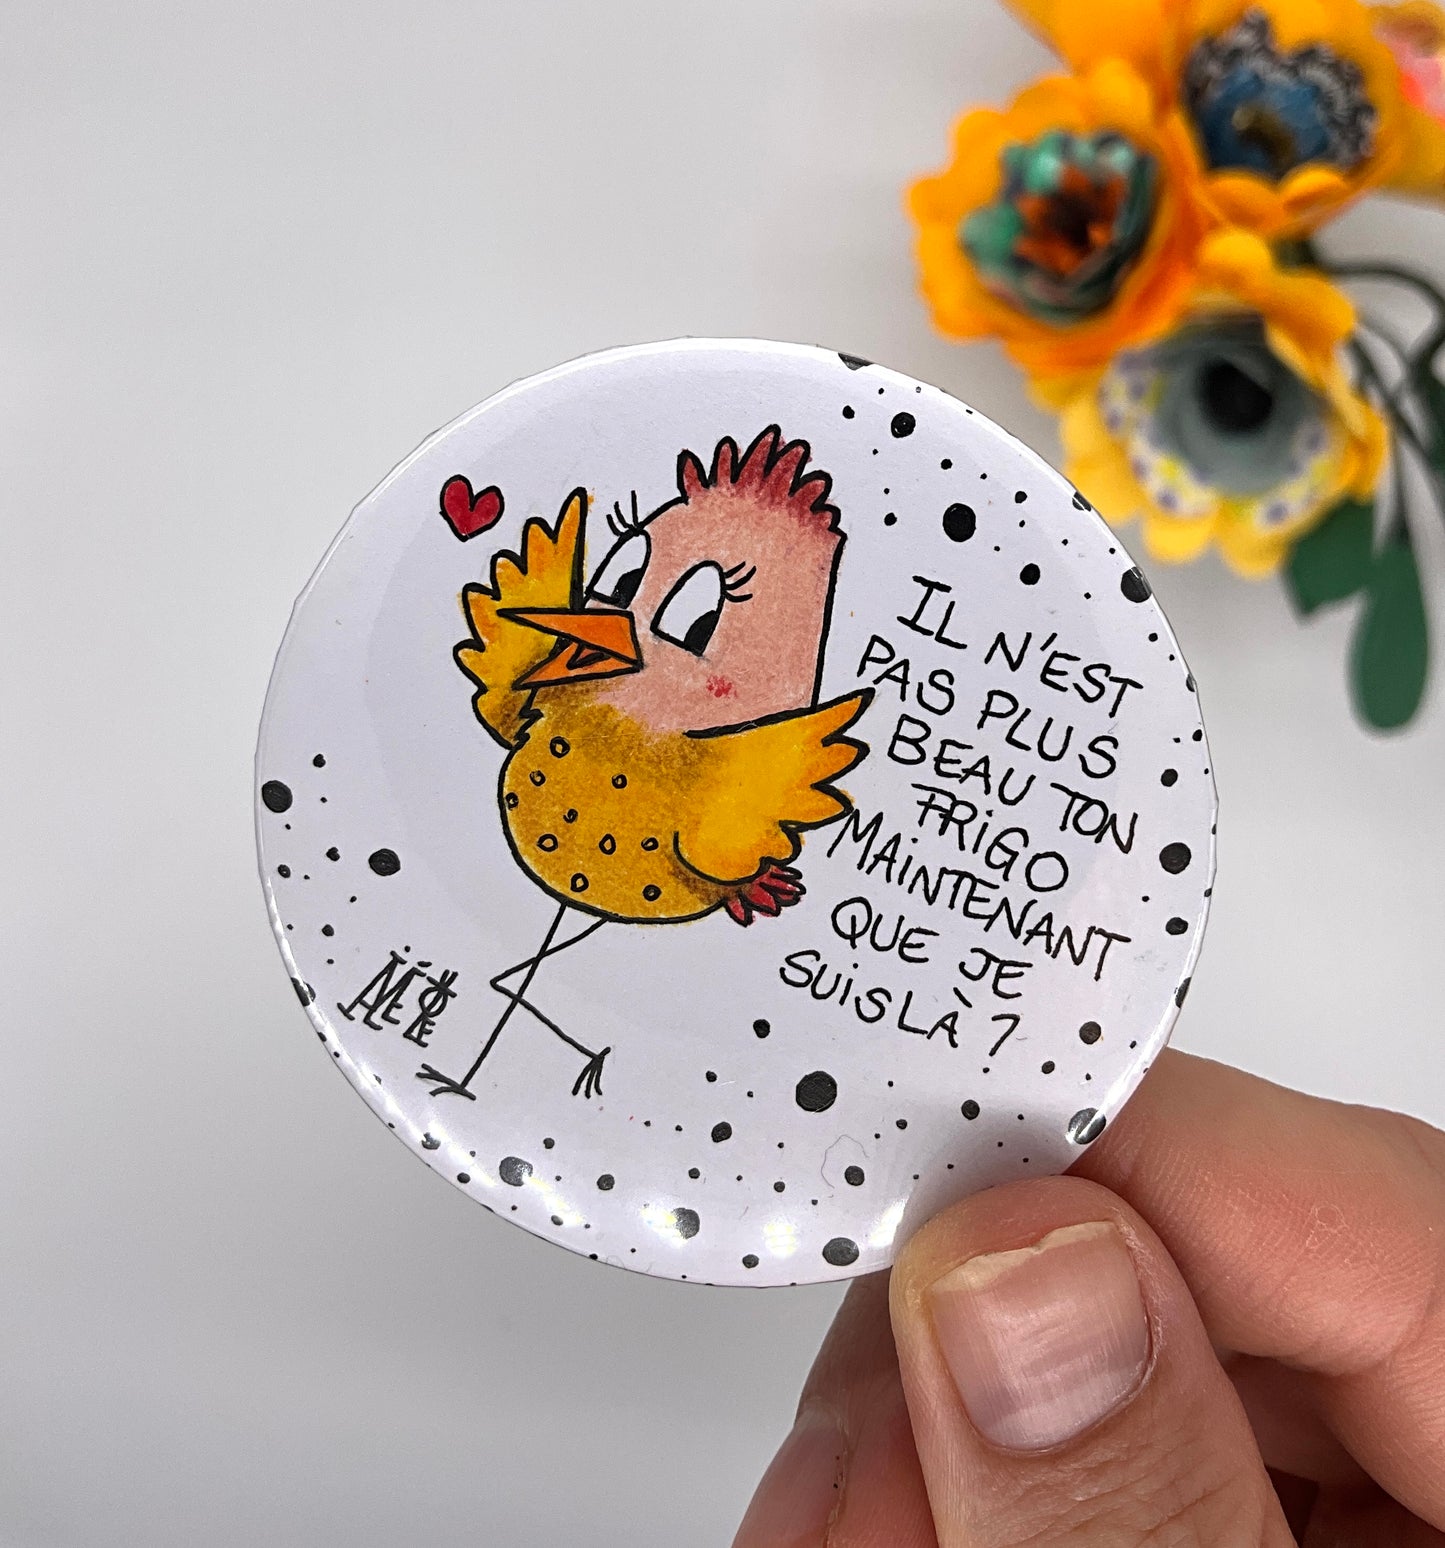 IL N'EST
PAS PLUS
BEAU TON
FRiGO
MAiNTENANT
QUE JE
SUiS LÀ ?